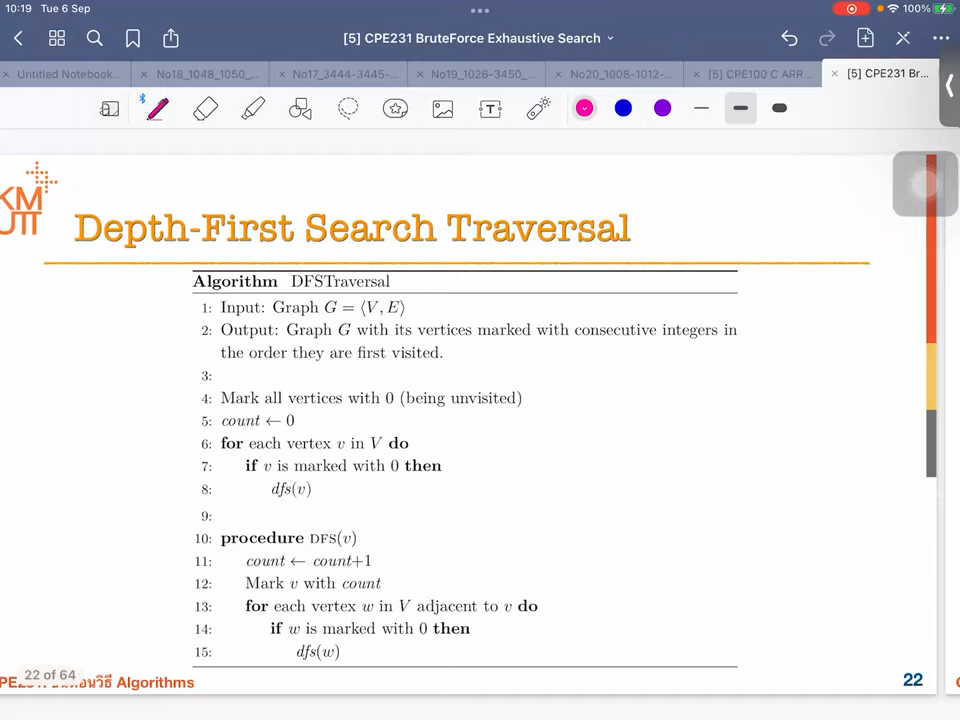 10:19 Tue 6 Sep
100%
[5] CPE231 BruteForce Exhaustive Search
Untitled Notebook...
No18_1048_1050_...
No17_3444-3445-...
No19_1026-3450_...
No20_1008-1012-...
[5] CPE100 C ARR...
[5] CPE231 Br...
KM
UTT
Depth-First Search Traversal
Algorithm DFSTraversal
1: Input: Graph G = ⟨V, E⟩
2: Output: Graph G with its vertices marked with consecutive integers in
the order they are first visited.
3:
4: Mark all vertices with 0 (being unvisited)
5: count ← 0
6: for each vertex v in V do
7: if v is marked with 0 then
8: dfs(v)
9:
10: procedure DFS(v)
11: count ← count+1
12: Mark v with count
13: for each vertex w in V adjacent to v do
14: if w is marked with 0 then
15: dfs(w)
22 of 64
Algorithms
22